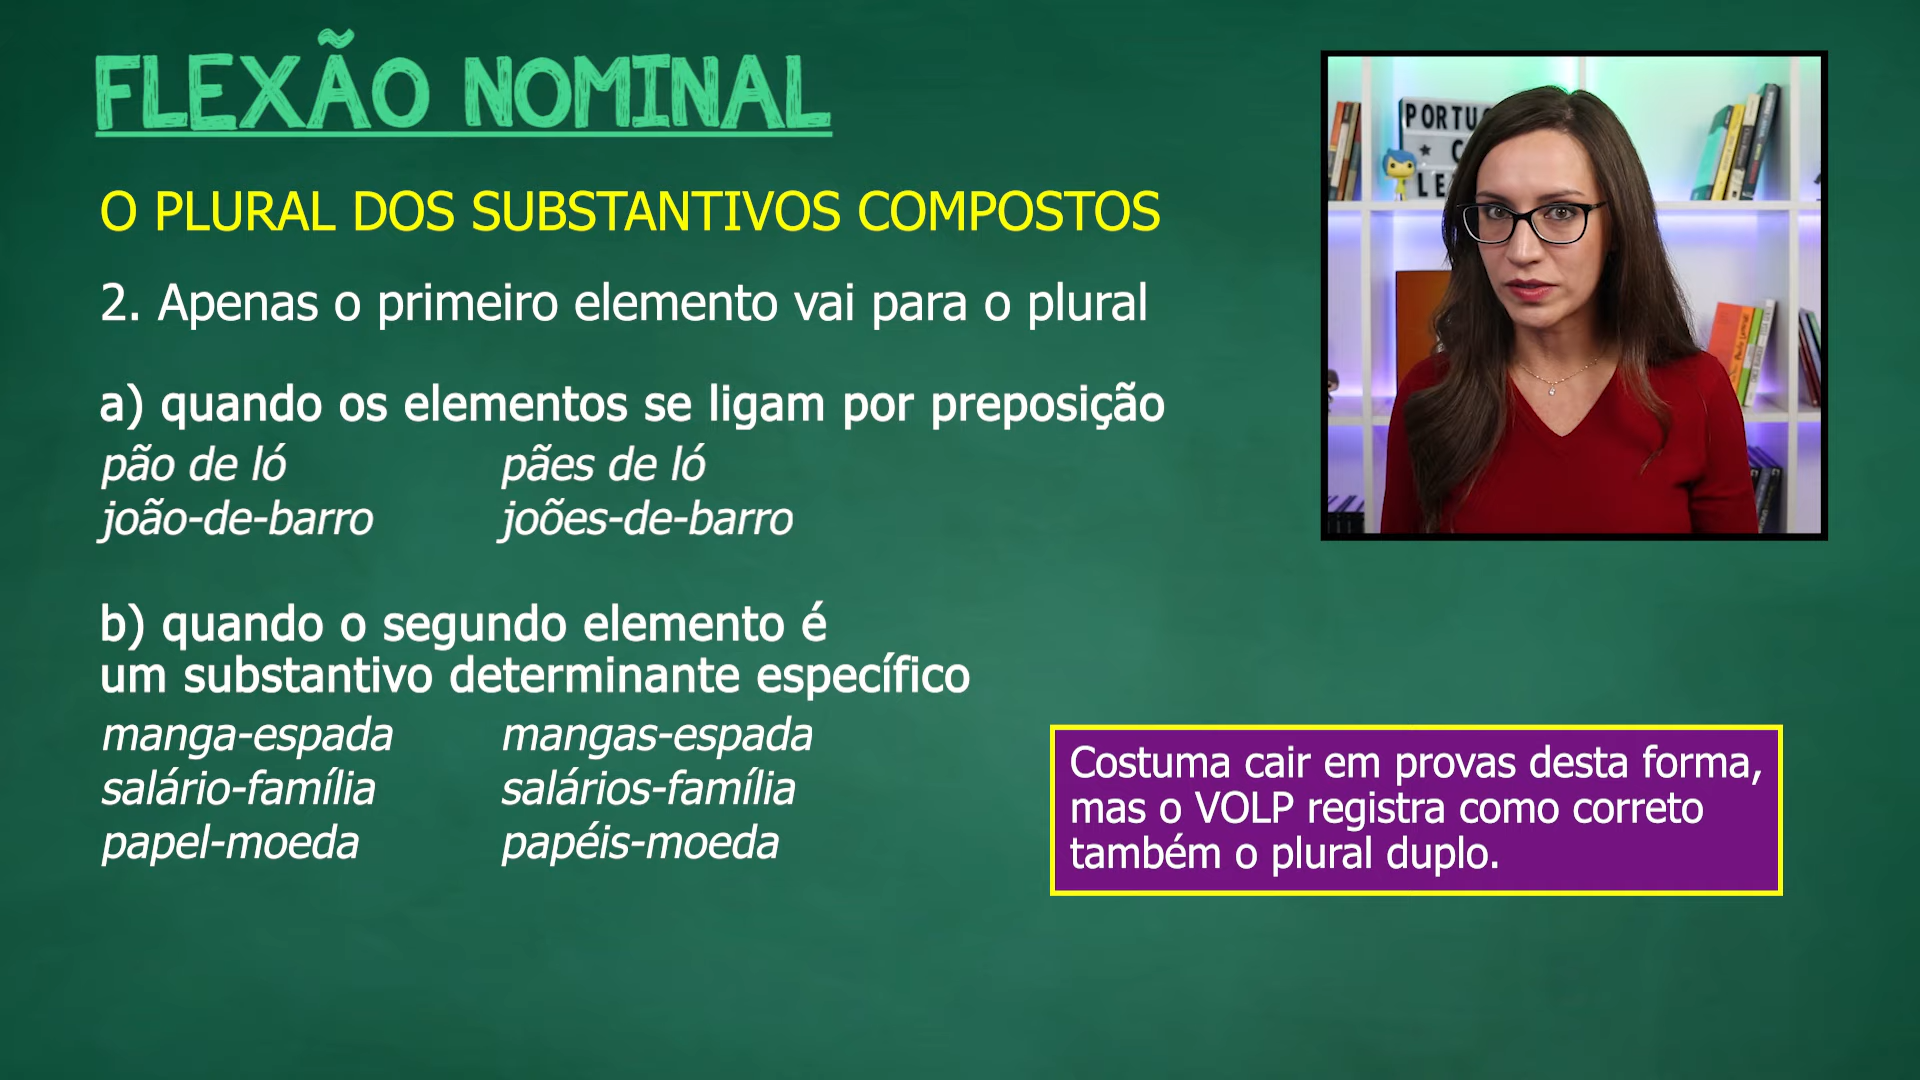 FLEXÃO NOMINAL
O PLURAL DOS SUBSTANTIVOS COMPOSTOS
2. Apenas o primeiro elemento vai para o plural
a) quando os elementos se ligam por preposição
pão de ló pães de ló
joão-de-barro joões-de-barro
b) quando o segundo elemento é
um substantivo determinante específico
manga-espada mangas-espada
salário-família salários-família
papel-moeda papéis-moeda
Costuma cair em provas desta forma,
mas o VOLP registra como correto
também o plural duplo.
PORTU
C
LE